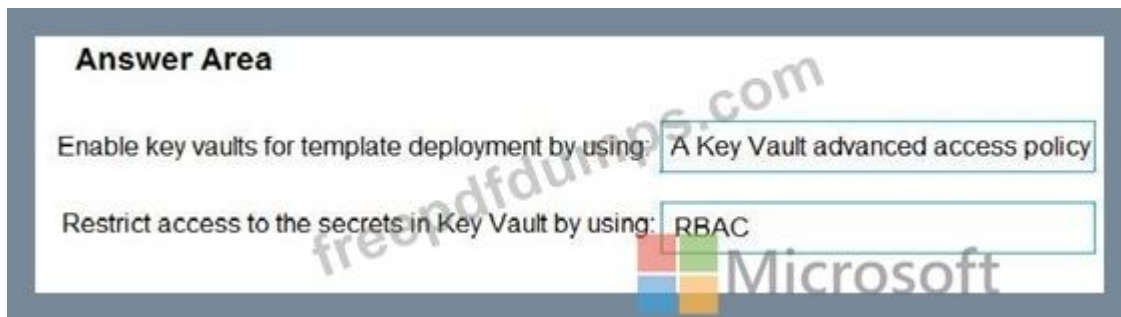 Answer Area
Enable key vaults for template deployment by using: A Key Vault advanced access policy
Restrict access to the secrets in Key Vault by using: RBAC
freepdfdumps.com
Microsoft